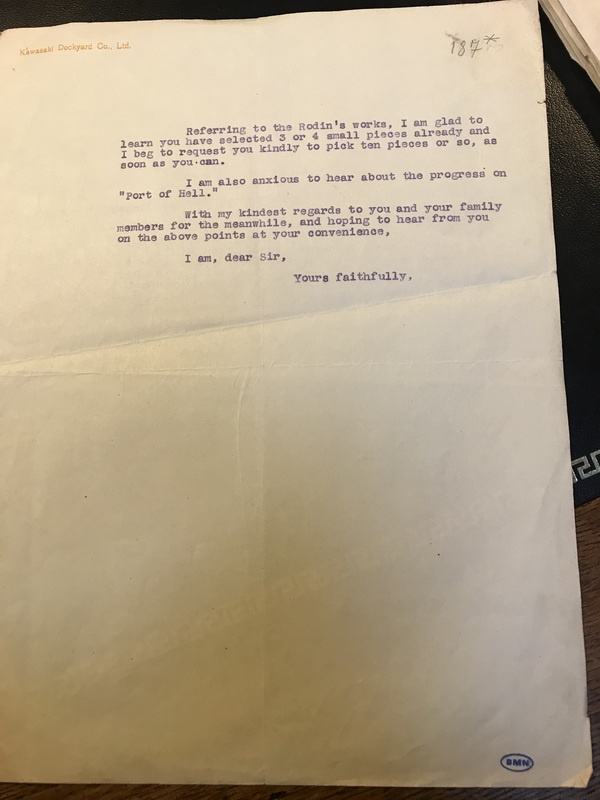 Kawasaki Dockyard Co., Ltd.
187*
Referring to the Rodin's works, I am glad to
learn you have selected 3 or 4 small pieces already and
I beg to request you kindly to pick ten pieces or so, as
soon as you can.
I am also anxious to hear about the progress on
"Port of Hell."
With my kindest regards to you and your family
members for the meanwhile, and hoping to hear from you
on the above points at your convenience,
I am, dear Sir,
Yours faithfully,
BMN